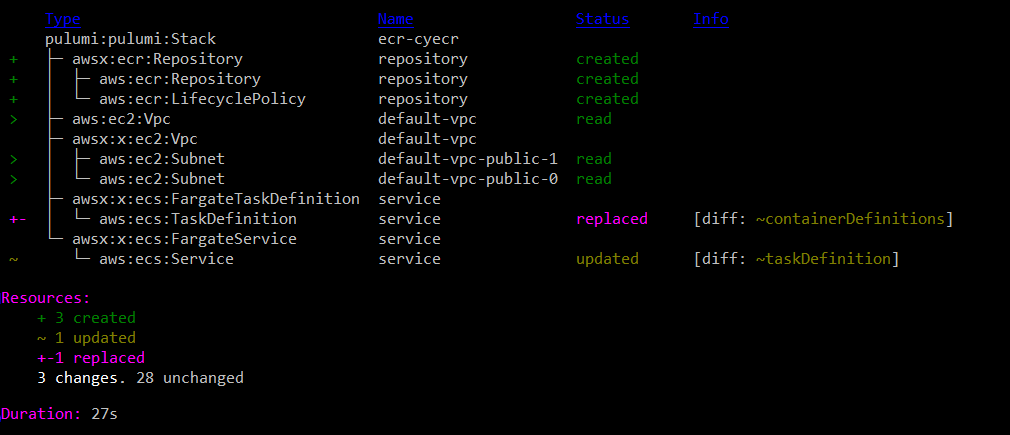 Type Name Status Info
pulumi:pulumi:Stack ecr-cyecr
+ ├─ awsx:ecr:Repository repository created
+ │ ├─ aws:ecr:Repository repository created
+ │ └─ aws:ecr:LifecyclePolicy repository created
> ├─ aws:ec2:Vpc default-vpc read
├─ awsx:x:ec2:Vpc default-vpc
> │ ├─ aws:ec2:Subnet default-vpc-public-1 read
> │ └─ aws:ec2:Subnet default-vpc-public-0 read
├─ awsx:x:ecs:FargateTaskDefinition service
+- │ └─ aws:ecs:TaskDefinition service replaced [diff: ~containerDefinitions]
└─ awsx:x:ecs:FargateService service
~ └─ aws:ecs:Service service updated [diff: ~taskDefinition]
Resources:
+ 3 created
~ 1 updated
+-1 replaced
3 changes. 28 unchanged
Duration: 27s